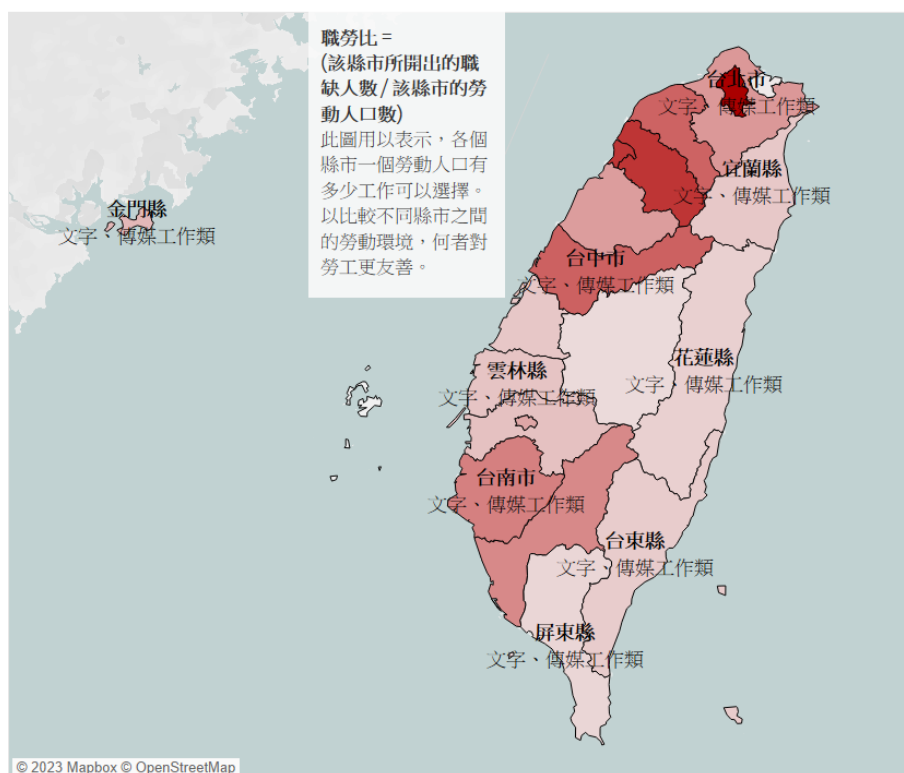 職勞比 =
(該縣市所開出的職
缺人數 / 該縣市的勞
動人口數)
此圖用以表示，各個
縣市一個勞動人口有
多少工作可以選擇。
以比較不同縣市之間
的勞動環境，何者對
勞工更友善。
台北市
文字、傳媒工作類
宜蘭縣
文字、傳媒工作類
金門縣
文字、傳媒工作類
台中市
文字、傳媒工作類
花蓮縣
文字、傳媒工作類
雲林縣
文字、傳媒工作類
台南市
文字、傳媒工作類
台東縣
文字、傳媒工作類
屏東縣
文字、傳媒工作類
© 2023 Mapbox © OpenStreetMap